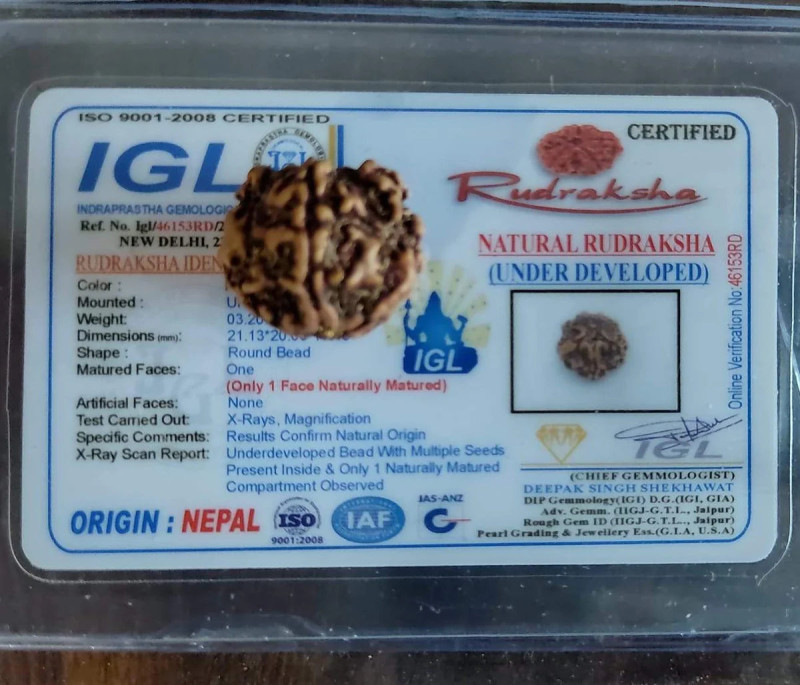 ISO 9001-2008 CERTIFIED
IGL
INDRAPRASTHA
Ref. No. Igl/46153RD/
NEW DELHI,
RUDRAKSHA
Color :
Mounted :
Weight: 03.20
Dimensions (mm): 21.13*20.
Shape : Round Bead
Matured Faces: One
(Only 1 Face Naturally Matured)
Artificial Faces: None
Test Carried Out: X-Rays, Magnification
Specific Comments: Results Confirm Natural Origin
X-Ray Scan Report: Underdeveloped Bead With Multiple Seeds
Present Inside & Only 1 Naturally Matured
Compartment Observed
ORIGIN : NEPAL
ISO
9001:2008
IAF
JAS-ANZ
IGL
CERTIFIED
Rudraksha
NATURAL RUDRAKSHA
(UNDER DEVELOPED)
Online Verification No:46153RD
IGL
(CHIEF GEMMOLOGIST)
DEEPAK SINGH SHEKHAWAT
DIP Gemmology(IGI) D.G.(IGI, GIA)
Adv. Gemm. (IIGJ-G.T.L., Jaipur)
Rough Gem ID (IIGJ-G.T.L.., Jaipur)
Pearl Grading & Jewellery Ess.(G.I.A, U.S.A)